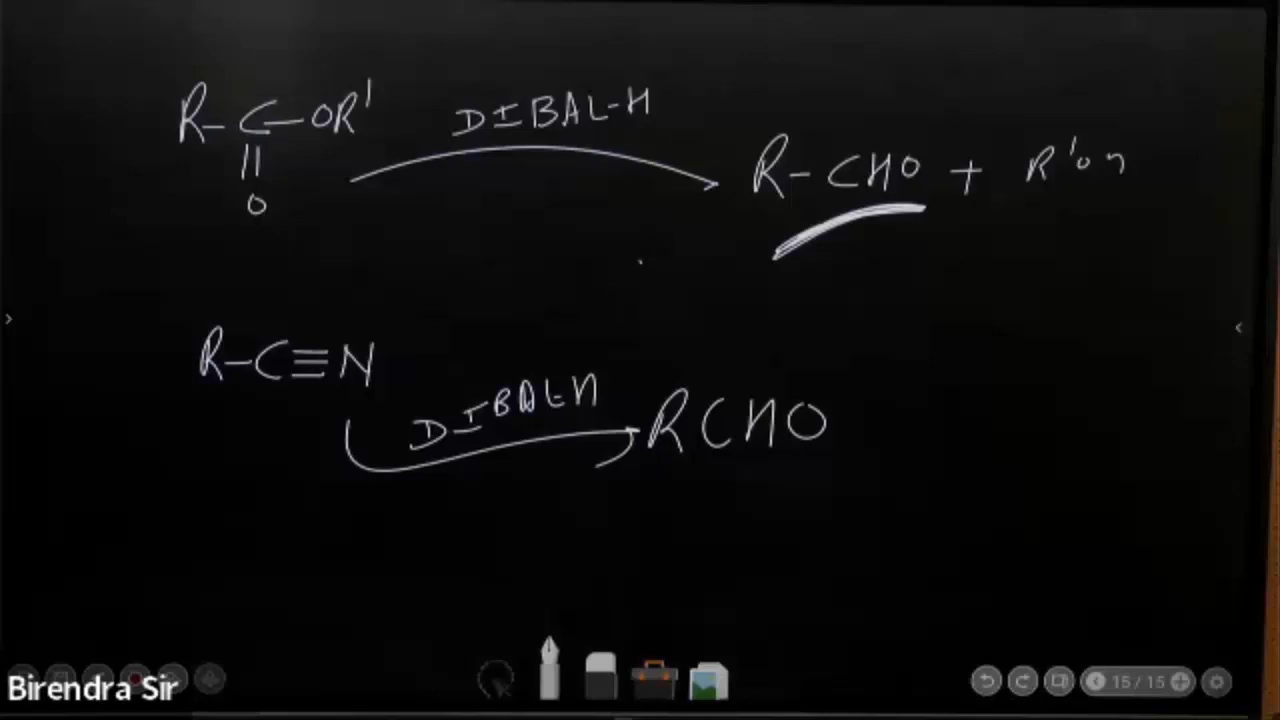 R-C-OR'
||
O
DIBAL-H
R-CHO + R'OH
R-C≡N
DIBAL-H
RCHO
Birendra Sir
15/15